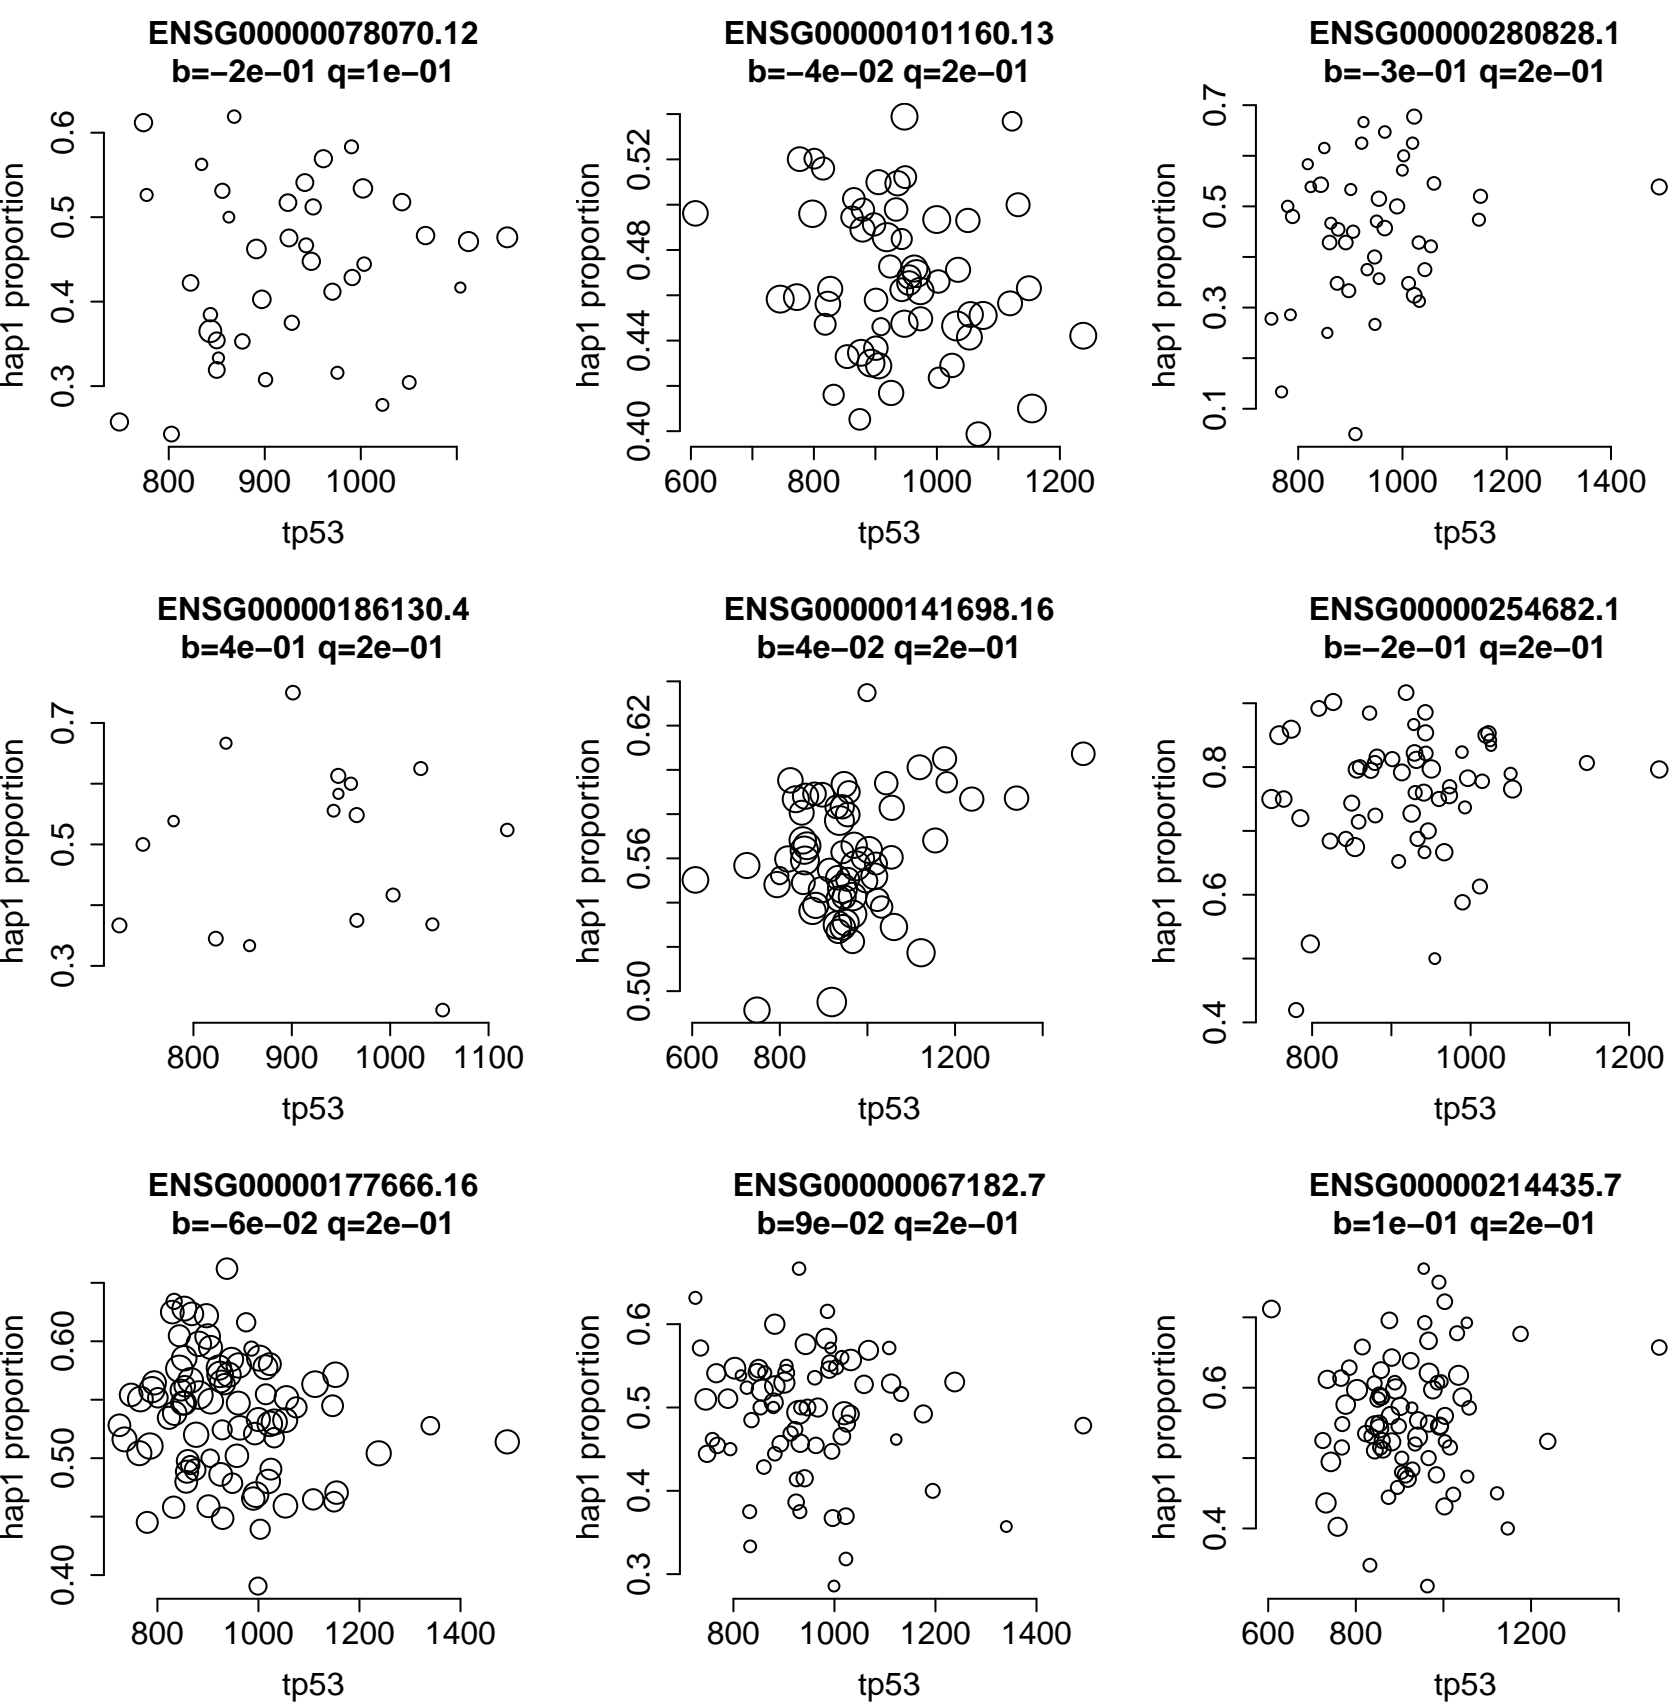 ENSG00000078070.12
b=−2e−01 q=1e−01
hap1 proportion
0.3 0.4 0.5 0.6
800 900 1000
tp53
ENSG00000101160.13
b=−4e−02 q=2e−01
hap1 proportion
0.40 0.44 0.48 0.52
600 800 1000 1200
tp53
ENSG00000280828.1
b=−3e−01 q=2e−01
hap1 proportion
0.1 0.3 0.5 0.7
800 1000 1200 1400
tp53
ENSG00000186130.4
b=4e−01 q=2e−01
hap1 proportion
0.3 0.5 0.7
800 900 1000 1100
tp53
ENSG00000141698.16
b=4e−02 q=2e−01
hap1 proportion
0.50 0.56 0.62
600 800 1200
tp53
ENSG00000254682.1
b=−2e−01 q=2e−01
hap1 proportion
0.4 0.6 0.8
800 1000 1200
tp53
ENSG00000177666.16
b=−6e−02 q=2e−01
hap1 proportion
0.40 0.50 0.60
800 1000 1200 1400
tp53
ENSG00000067182.7
b=9e−02 q=2e−01
hap1 proportion
0.3 0.4 0.5 0.6
800 1000 1200 1400
tp53
ENSG00000214435.7
b=1e−01 q=2e−01
hap1 proportion
0.4 0.6
600 800 1200
tp53